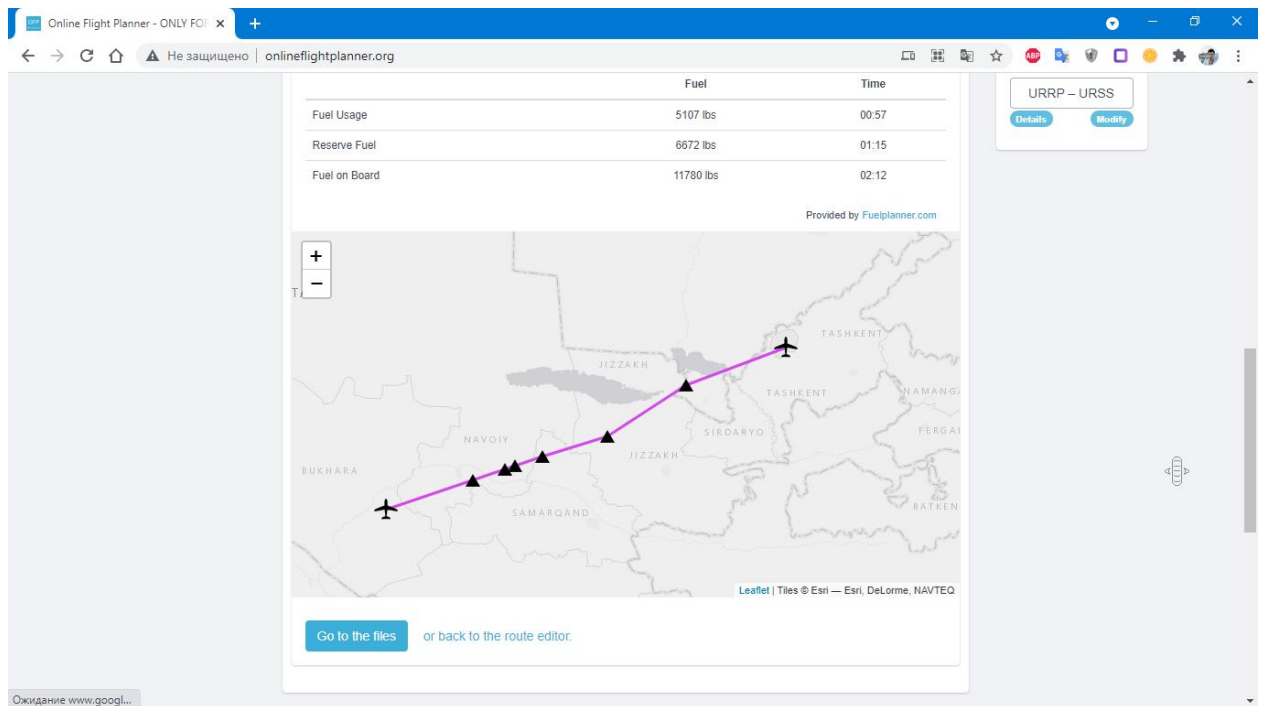 Online Flight Planner - ONLY FOR
Не защищено | onlineflightplanner.org
ABP
Fuel Time
Fuel Usage 5107 lbs 00:57
Reserve Fuel 6672 lbs 01:15
Fuel on Board 11780 lbs 02:12
Provided by Fuelplanner.com
URRP – URSS
Details Modify
+
−
TASHKENT
JIZZAKH
TASHKENT
NAMANG
SIRDARYO
FERGA
NAVOIY
JIZZAKH
BUKHARA
SAMARQAND
BATKEN
Leaflet | Tiles © Esri — Esri, DeLorme, NAVTEQ
Go to the files or back to the route editor.
Ожидание www.googl...